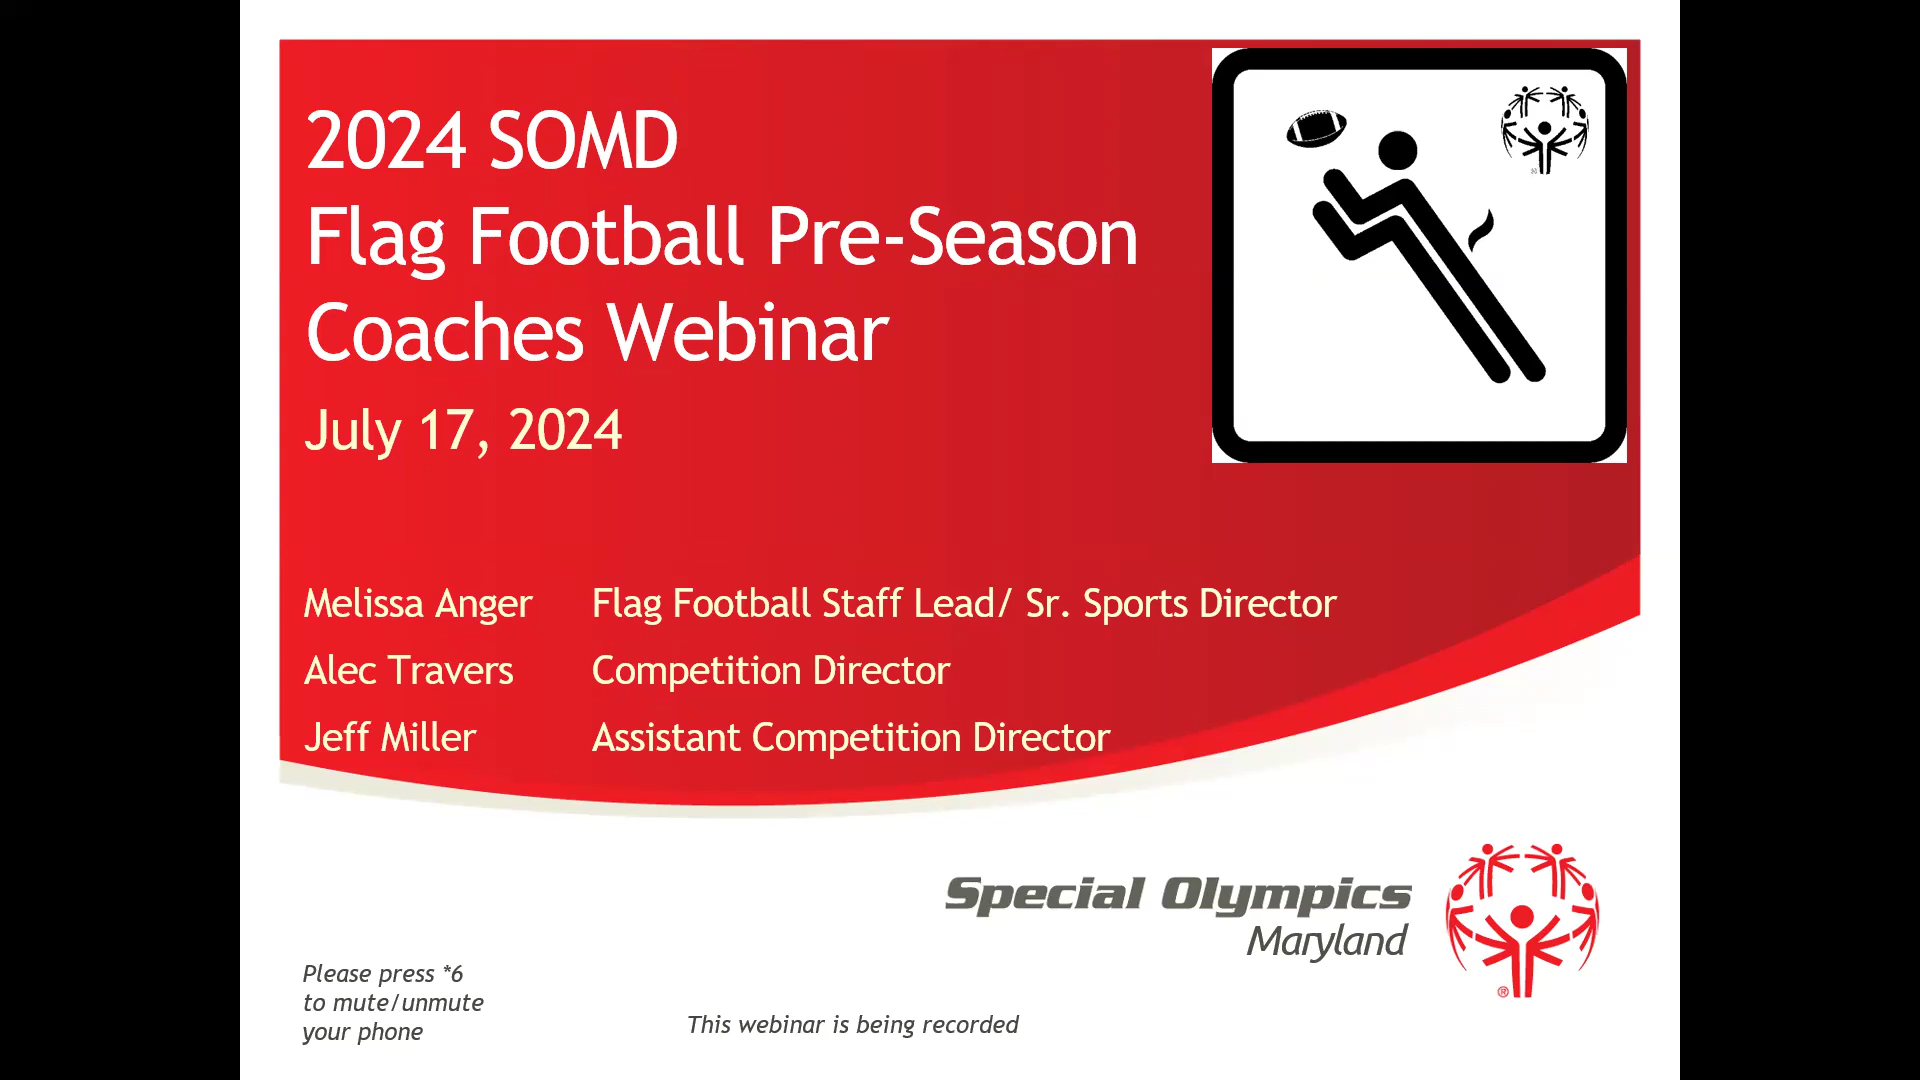 2024 SOMD
Flag Football Pre-Season
Coaches Webinar
July 17, 2024
Melissa Anger Flag Football Staff Lead/ Sr. Sports Director
Alec Travers Competition Director
Jeff Miller Assistant Competition Director
Special Olympics
Maryland
®
Please press *6
to mute/unmute
your phone
This webinar is being recorded